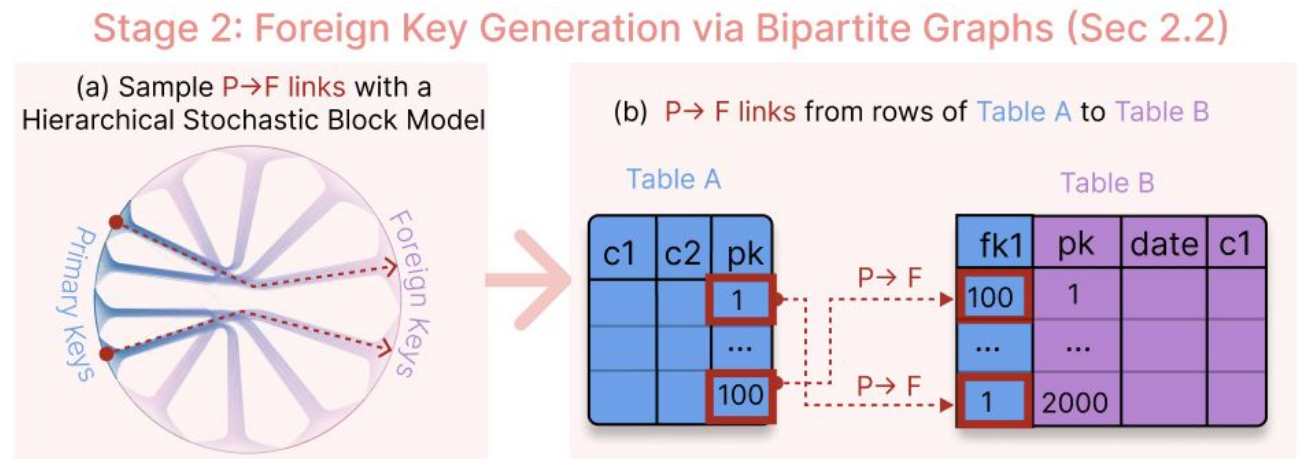 Stage 2: Foreign Key Generation via Bipartite Graphs (Sec 2.2)
(a) Sample P→F links with a
Hierarchical Stochastic Block Model
Primary Keys
Foreign Keys
(b) P→ F links from rows of Table A to Table B
Table A
c1 c2 pk
1
...
100
P→ F
P→ F
Table B
fk1 pk date c1
100 1
... ...
1 2000